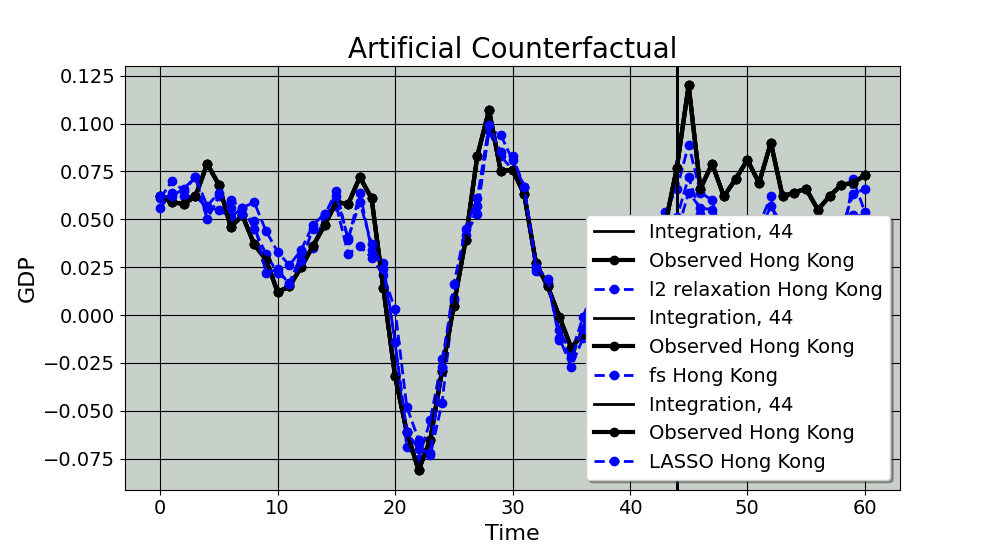 Artificial Counterfactual
GDP
0.125
0.100
0.075
0.050
0.025
0.000
−0.025
−0.050
−0.075
Integration, 44
Observed Hong Kong
l2 relaxation Hong Kong
Integration, 44
Observed Hong Kong
fs Hong Kong
Integration, 44
Observed Hong Kong
LASSO Hong Kong
0 10 20 30 40 50 60
Time